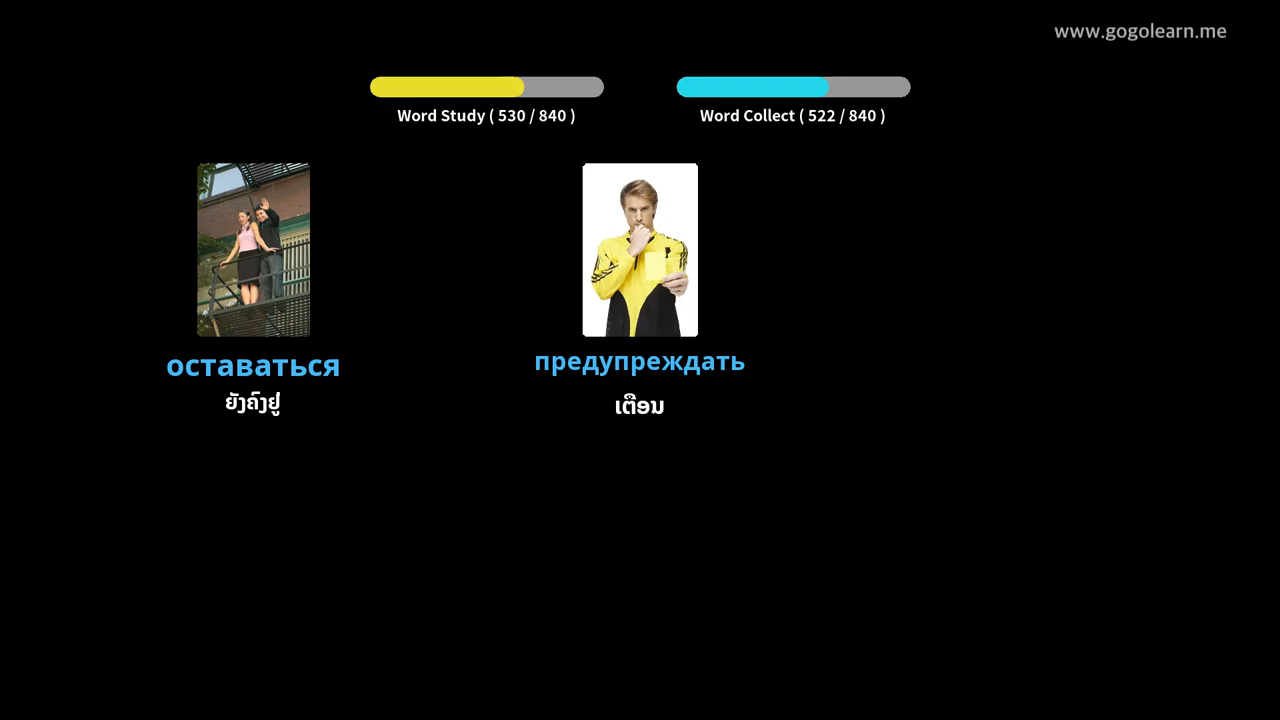 www.gogolearn.me
Word Study ( 530 / 840 )
Word Collect ( 522 / 840 )
оставаться
ຍັງຄົງຢູ່
предупреждать
ເຕືອນ